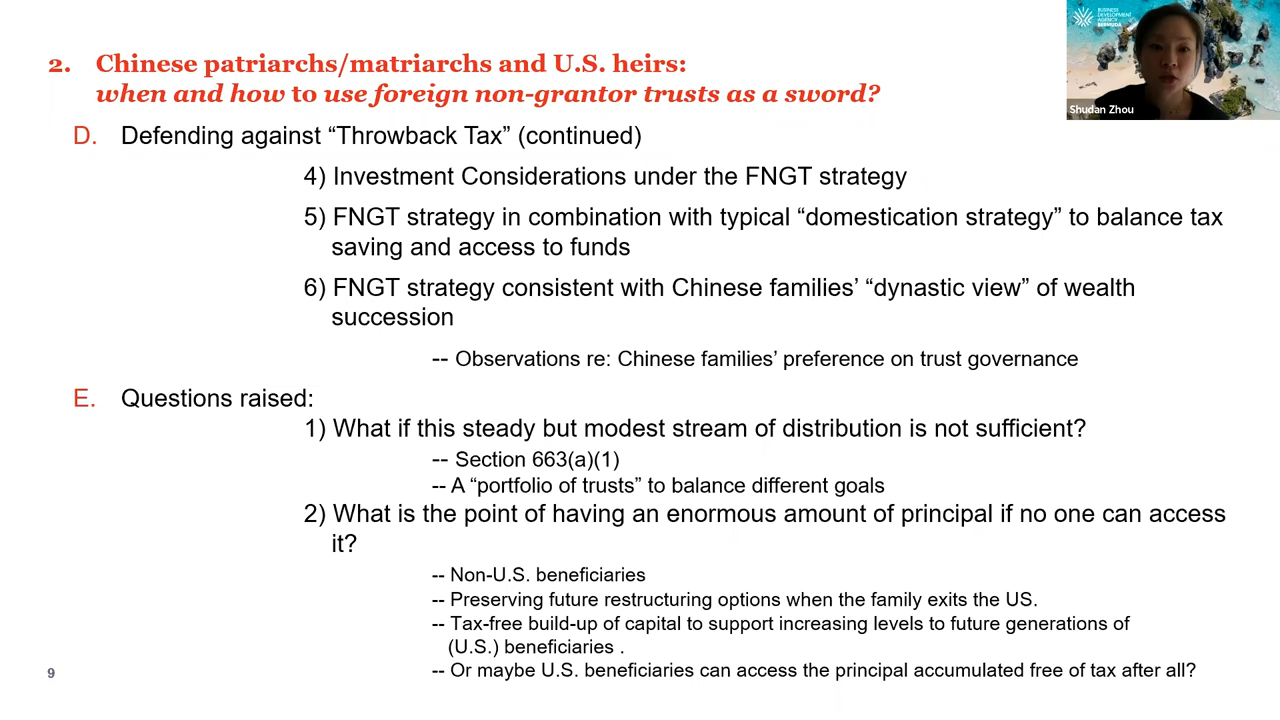 BUSINESS
DEVELOPMENT
AGENCY
BERMUDA
Shudan Zhou
2. Chinese patriarchs/matriarchs and U.S. heirs:
when and how to use foreign non-grantor trusts as a sword?
D. Defending against “Throwback Tax” (continued)
4) Investment Considerations under the FNGT strategy
5) FNGT strategy in combination with typical “domestication strategy” to balance tax
saving and access to funds
6) FNGT strategy consistent with Chinese families’ “dynastic view” of wealth
succession
-- Observations re: Chinese families’ preference on trust governance
E. Questions raised:
1) What if this steady but modest stream of distribution is not sufficient?
-- Section 663(a)(1)
-- A “portfolio of trusts” to balance different goals
2) What is the point of having an enormous amount of principal if no one can access
it?
-- Non-U.S. beneficiaries
-- Preserving future restructuring options when the family exits the US.
-- Tax-free build-up of capital to support increasing levels to future generations of
(U.S.) beneficiaries .
-- Or maybe U.S. beneficiaries can access the principal accumulated free of tax after all?
9